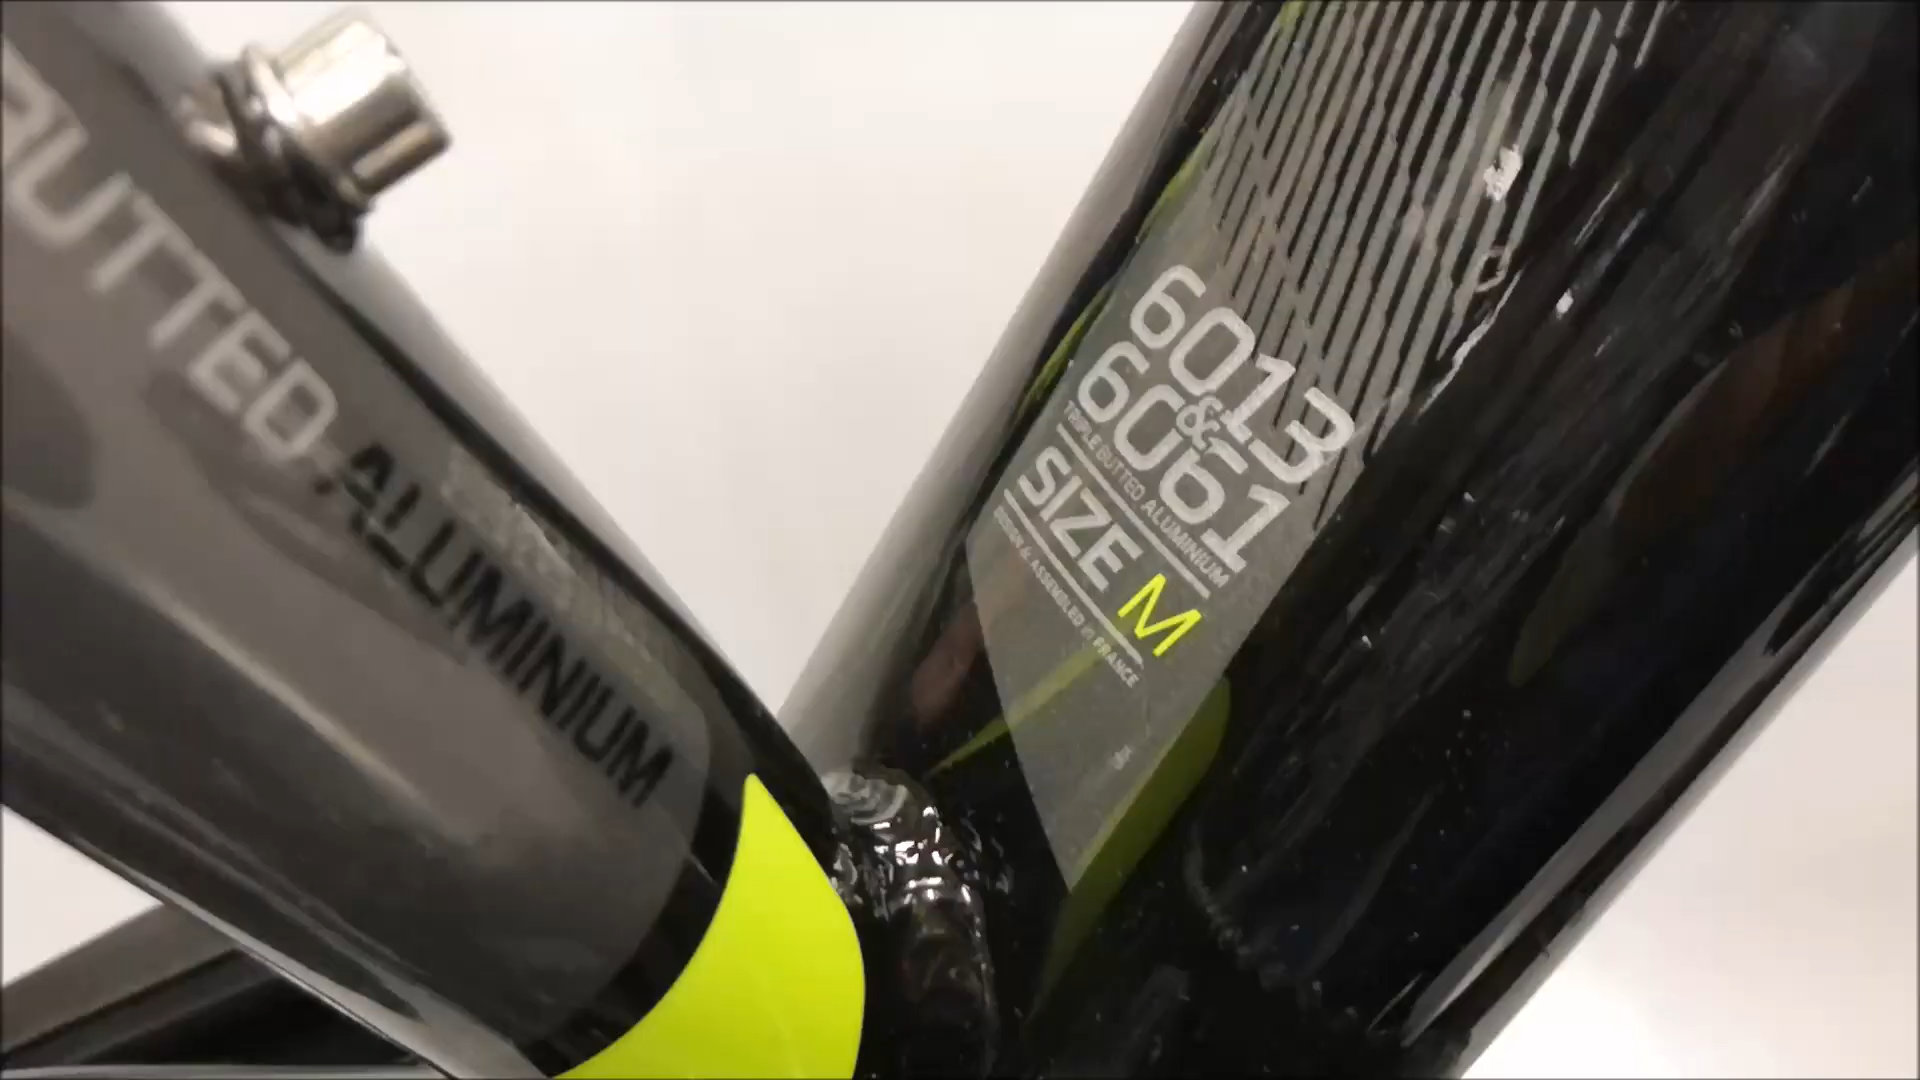 BUTTED ALUMINIUM
6013
&
6061
TRIPLE BUTTED ALUMINIUM
SIZE M
DESIGN & ASSEMBLED in FRANCE